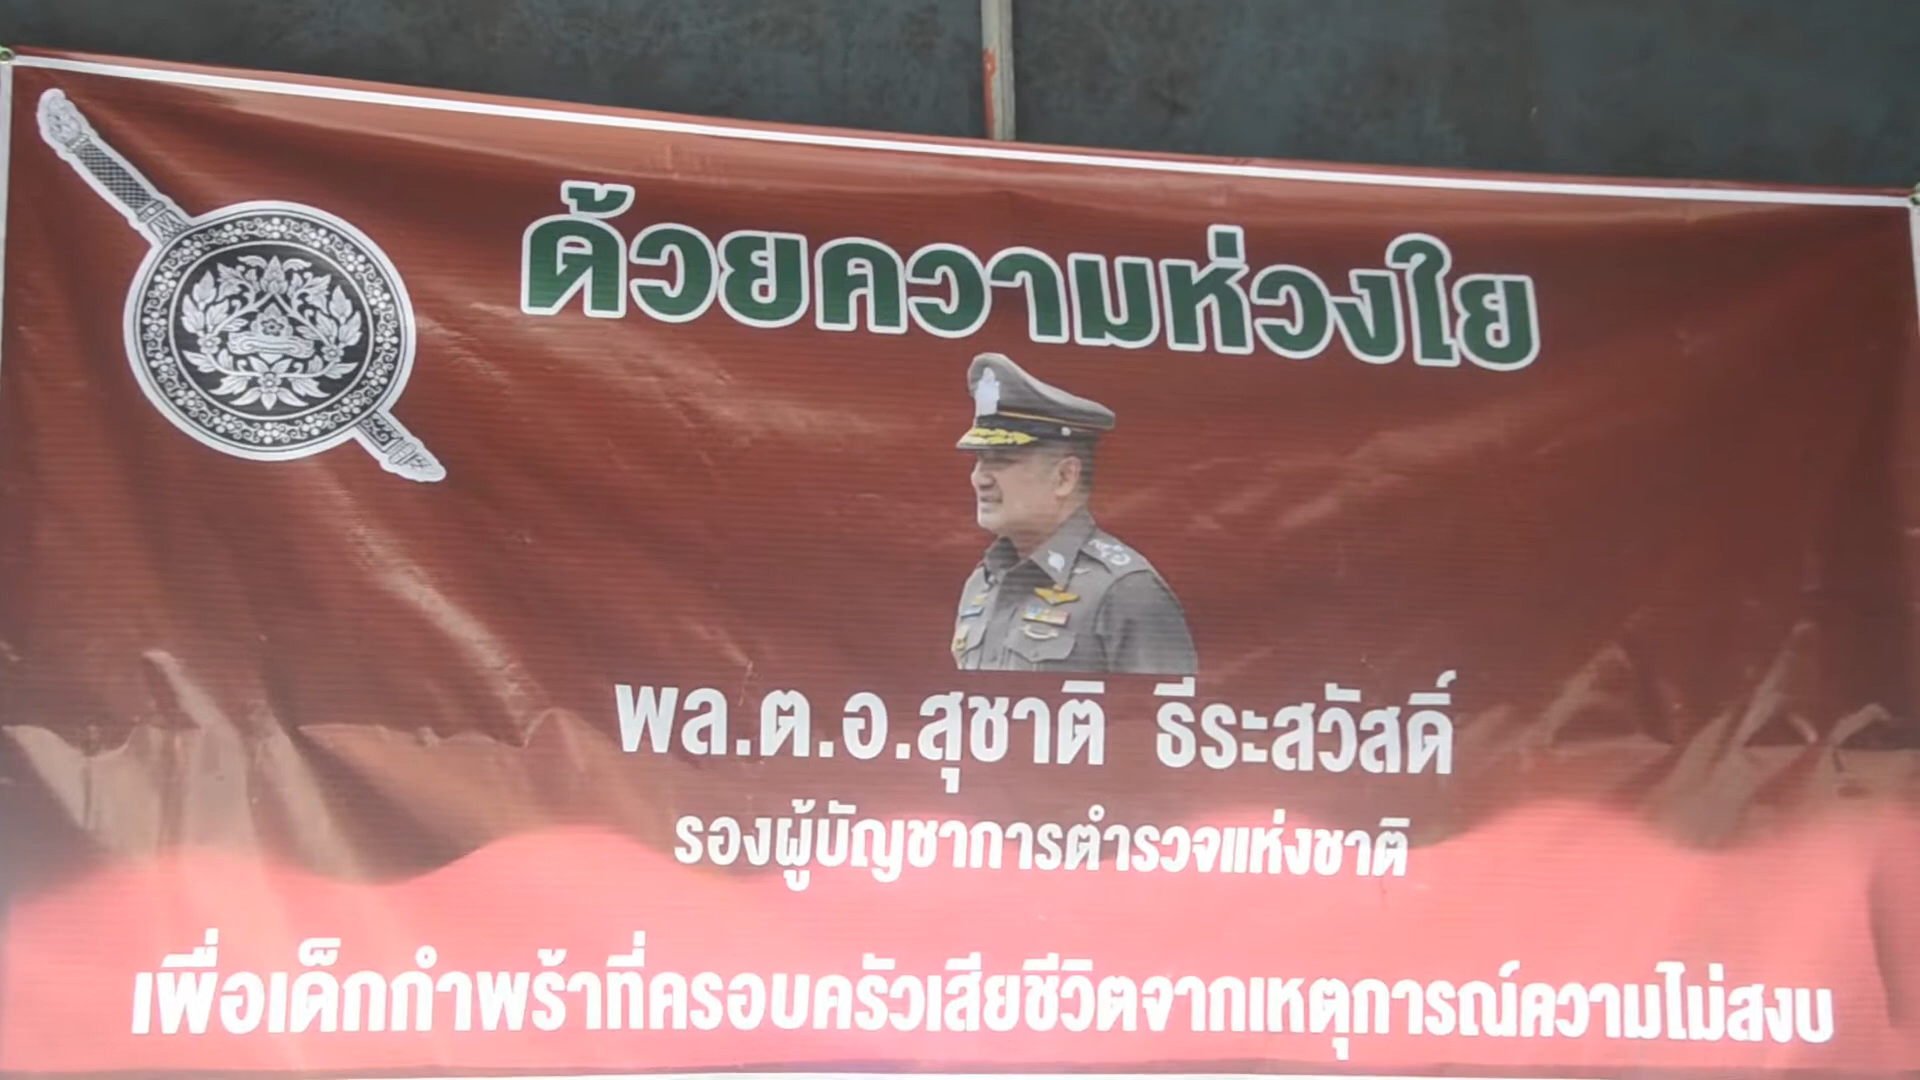 ด้วยความห่วงใย
พล.ต.อ.สุชาติ ธีระสวัสดิ์
รองผู้บัญชาการตำรวจแห่งชาติ
เพื่อเด็กกำพร้าที่ครอบครัวเสียชีวิตจากเหตุการณ์ความไม่สงบ